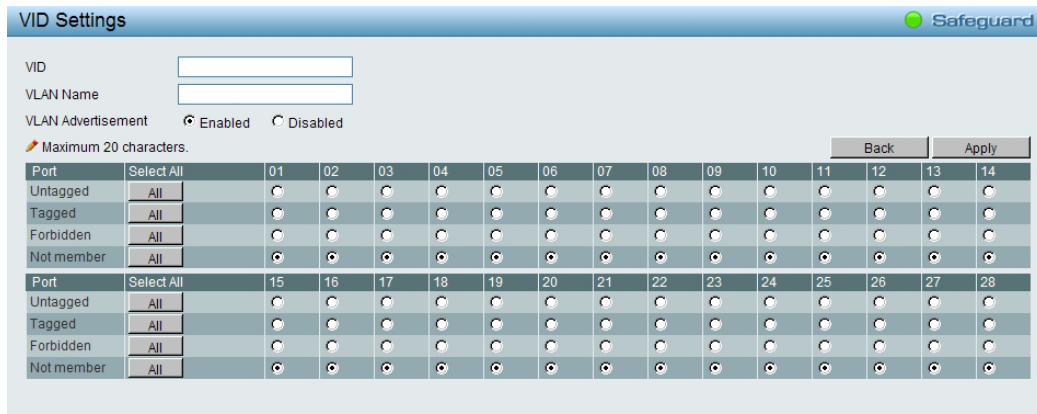 VID Settings Safeguard
VID
VLAN Name
VLAN Advertisement Enabled Disabled
Maximum 20 characters. Back Apply
Port Select All 01 02 03 04 05 06 07 08 09 10 11 12 13 14
Untagged All
Tagged All
Forbidden All
Not member All
Port Select All 15 16 17 18 19 20 21 22 23 24 25 26 27 28
Untagged All
Tagged All
Forbidden All
Not member All